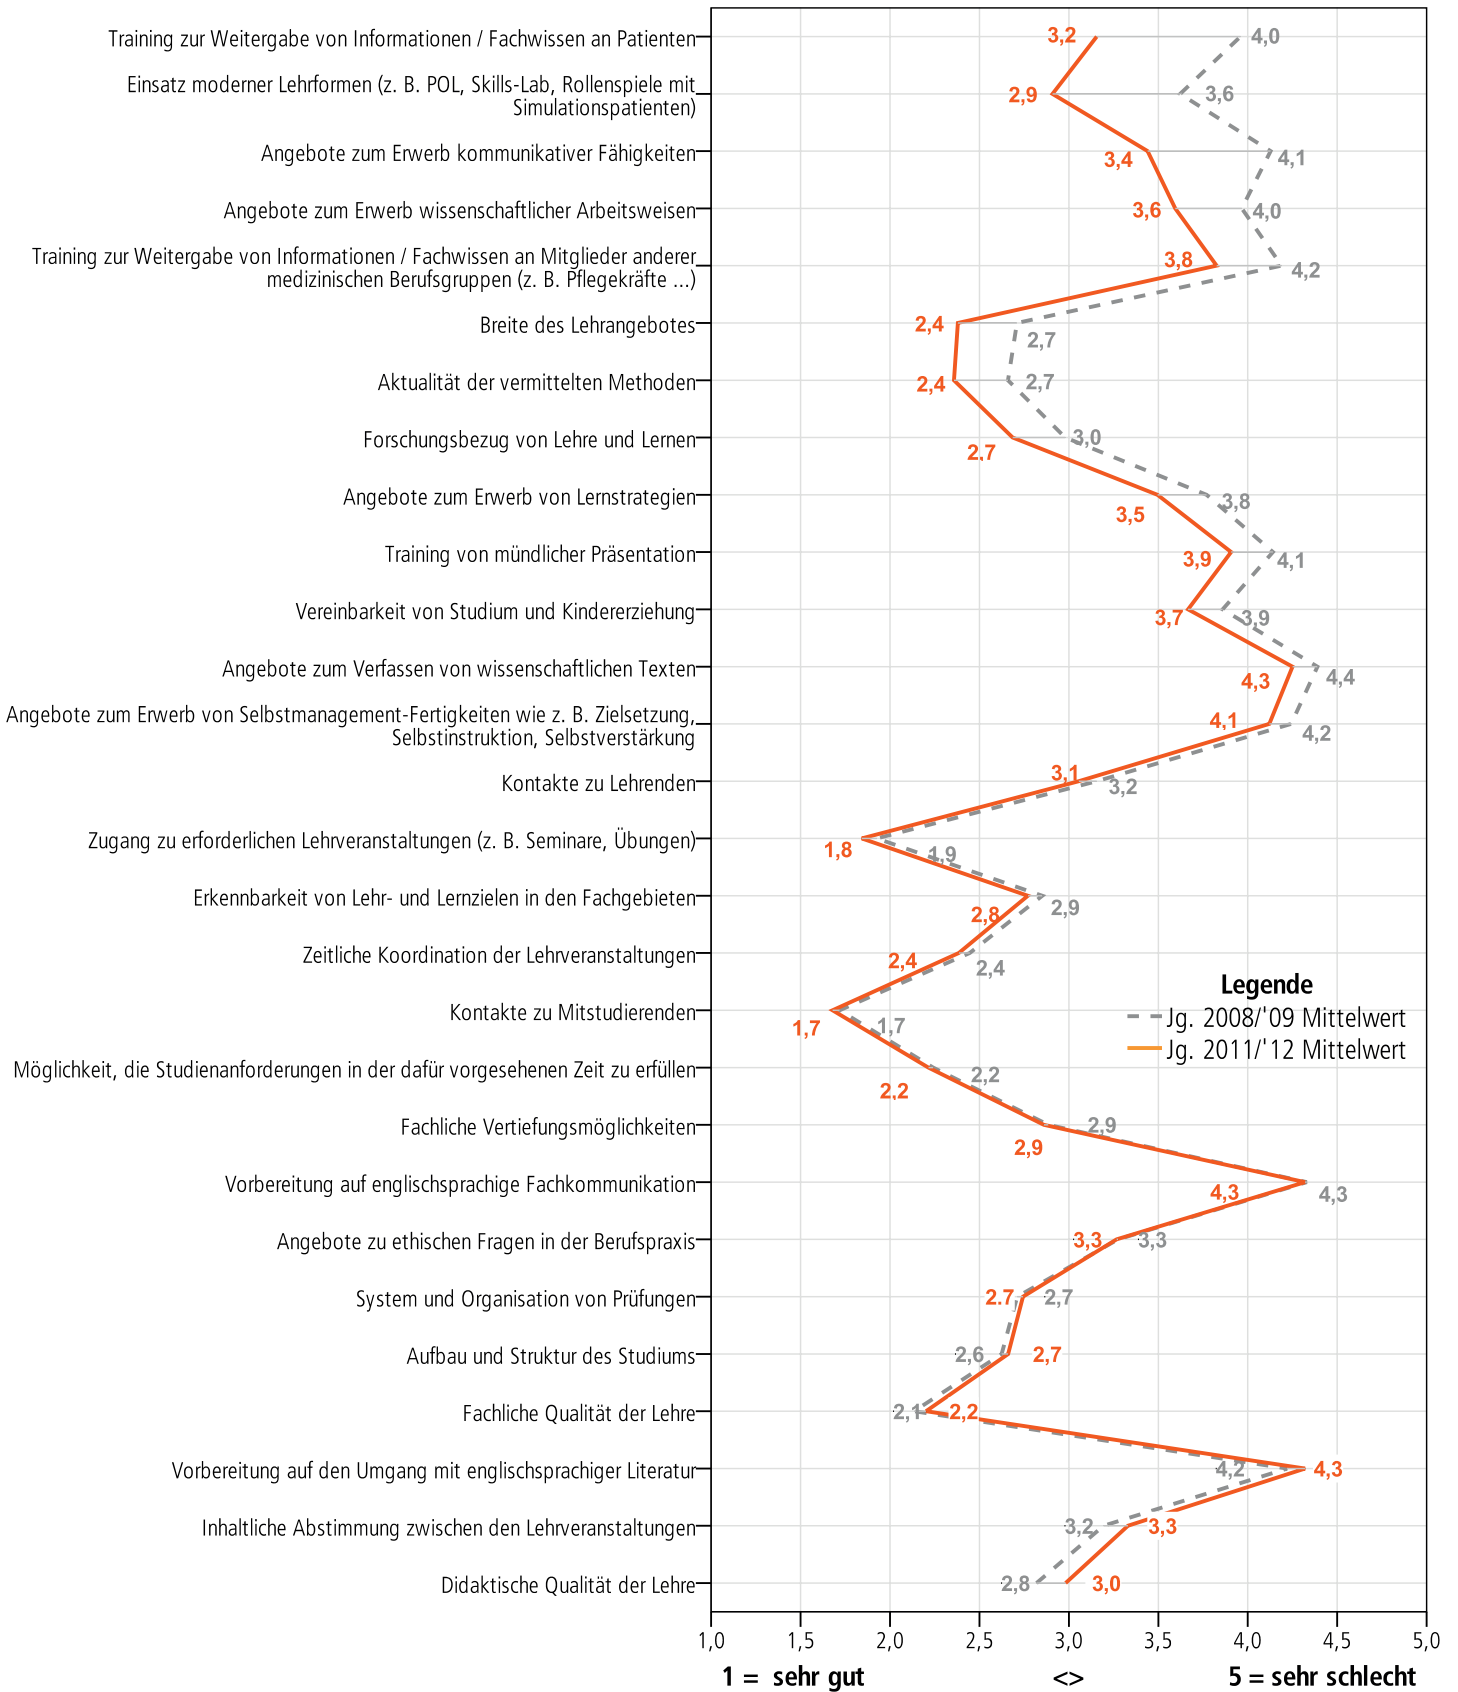 Training zur Weitergabe von Informationen / Fachwissen an Patienten
3,2
4,0
Einsatz moderner Lehrformen (z. B. POL, Skills-Lab, Rollenspiele mit
Simulationspatienten)
2,9
3,6
Angebote zum Erwerb kommunikativer Fähigkeiten
3,4
4,1
Angebote zum Erwerb wissenschaftlicher Arbeitsweisen
3,6
4,0
Training zur Weitergabe von Informationen / Fachwissen an Mitglieder anderer
medizinischen Berufsgruppen (z. B. Pflegekräfte ...)
3,8
4,2
Breite des Lehrangebotes
2,4
2,7
Aktualität der vermittelten Methoden
2,4
2,7
Forschungsbezug von Lehre und Lernen
2,7
3,0
Angebote zum Erwerb von Lernstrategien
3,5
3,8
Training von mündlicher Präsentation
3,9
4,1
Vereinbarkeit von Studium und Kindererziehung
3,7
3,9
Angebote zum Verfassen von wissenschaftlichen Texten
4,3
4,4
Angebote zum Erwerb von Selbstmanagement-Fertigkeiten wie z. B. Zielsetzung,
Selbstinstruktion, Selbstverstärkung
4,1
4,2
Kontakte zu Lehrenden
3,1
3,2
Zugang zu erforderlichen Lehrveranstaltungen (z. B. Seminare, Übungen)
1,8
1,9
Erkennbarkeit von Lehr- und Lernzielen in den Fachgebieten
2,8
2,9
Zeitliche Koordination der Lehrveranstaltungen
2,4
2,4
Kontakte zu Mitstudierenden
1,7
1,7
Legende
Jg. 2008/'09 Mittelwert
Jg. 2011/'12 Mittelwert
Möglichkeit, die Studienanforderungen in der dafür vorgesehenen Zeit zu erfüllen
2,2
2,2
Fachliche Vertiefungsmöglichkeiten
2,9
2,9
Vorbereitung auf englischsprachige Fachkommunikation
4,3
4,3
Angebote zu ethischen Fragen in der Berufspraxis
3,3
3,3
System und Organisation von Prüfungen
2.7
2,7
Aufbau und Struktur des Studiums
2,6
2,7
Fachliche Qualität der Lehre
2,1
2,2
Vorbereitung auf den Umgang mit englischsprachiger Literatur
4,2
4,3
Inhaltliche Abstimmung zwischen den Lehrveranstaltungen
3,2
3,3
Didaktische Qualität der Lehre
2,8
3,0
1,0 1,5 2,0 2,5 3,0 3,5 4,0 4,5 5,0
1 = sehr gut <> 5 = sehr schlecht